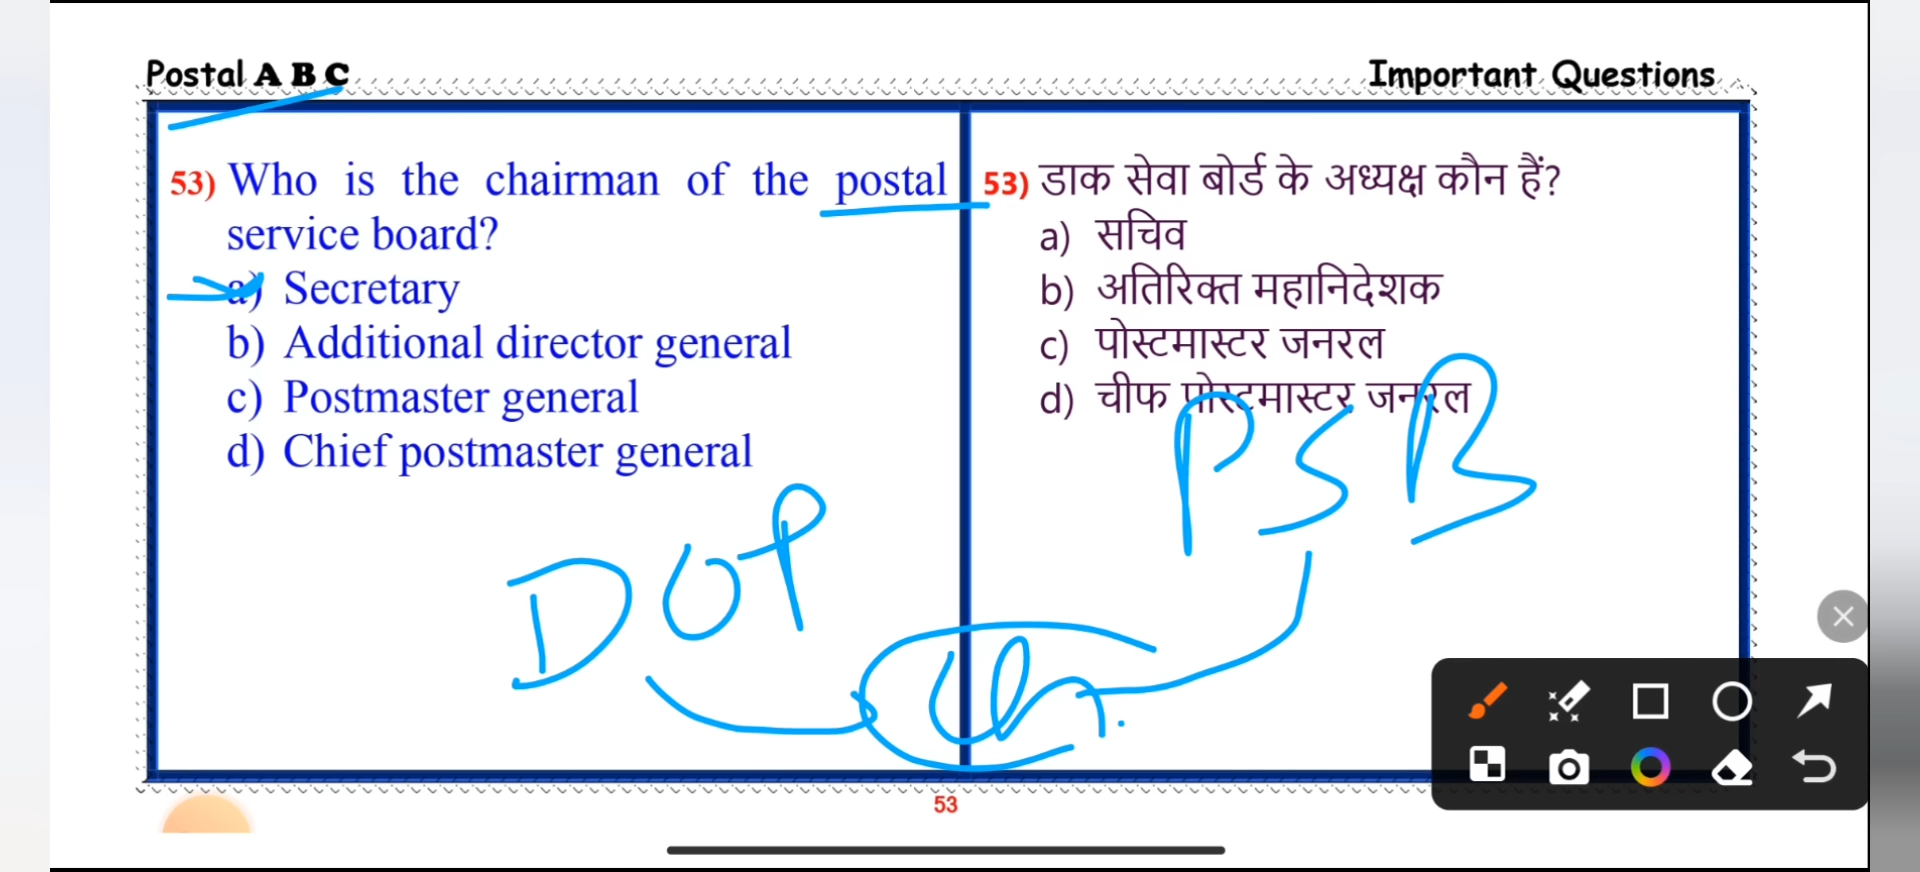 Postal A B C
Important Questions
53) Who is the chairman of the postal
service board?
a) Secretary
b) Additional director general
c) Postmaster general
d) Chief postmaster general
53) डाक सेवा बोर्ड के अध्यक्ष कौन हैं?
a) सचिव
b) अतिरिक्त महानिदेशक
c) पोस्टमास्टर जनरल
d) चीफ पोस्टमास्टर जनरल
PSB
DOP
Ch.
53